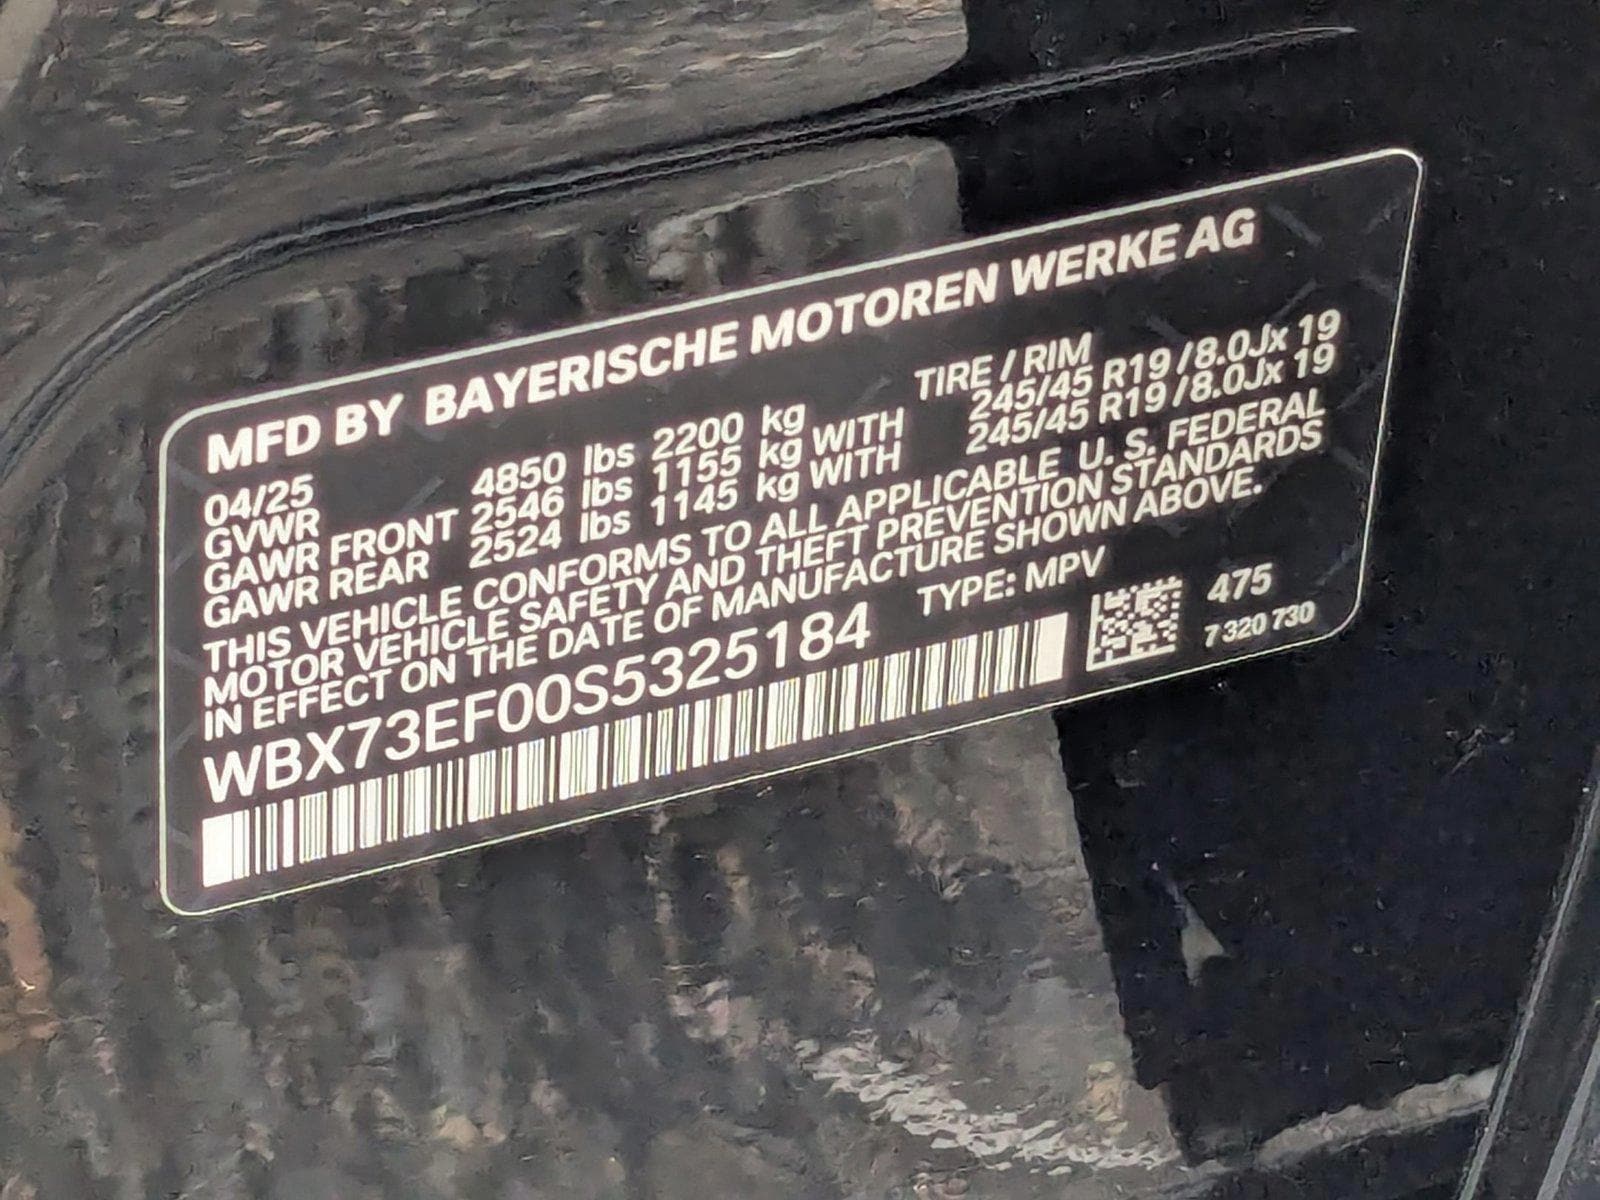 MFD BY BAYERISCHE MOTOREN WERKE AG
04/25 TIRE / RIM
GVWR 4850 lbs 2200 kg
GAWR FRONT 2546 lbs 1155 kg WITH 245/45 R19 /8.0Jx 19
GAWR REAR 2524 lbs 1145 kg WITH 245/45 R19 /8.0Jx 19
THIS VEHICLE CONFORMS TO ALL APPLICABLE U. S. FEDERAL
MOTOR VEHICLE SAFETY AND THEFT PREVENTION STANDARDS
IN EFFECT ON THE DATE OF MANUFACTURE SHOWN ABOVE.
WBX73EF00S5325184 TYPE: MPV
475
7 320 730